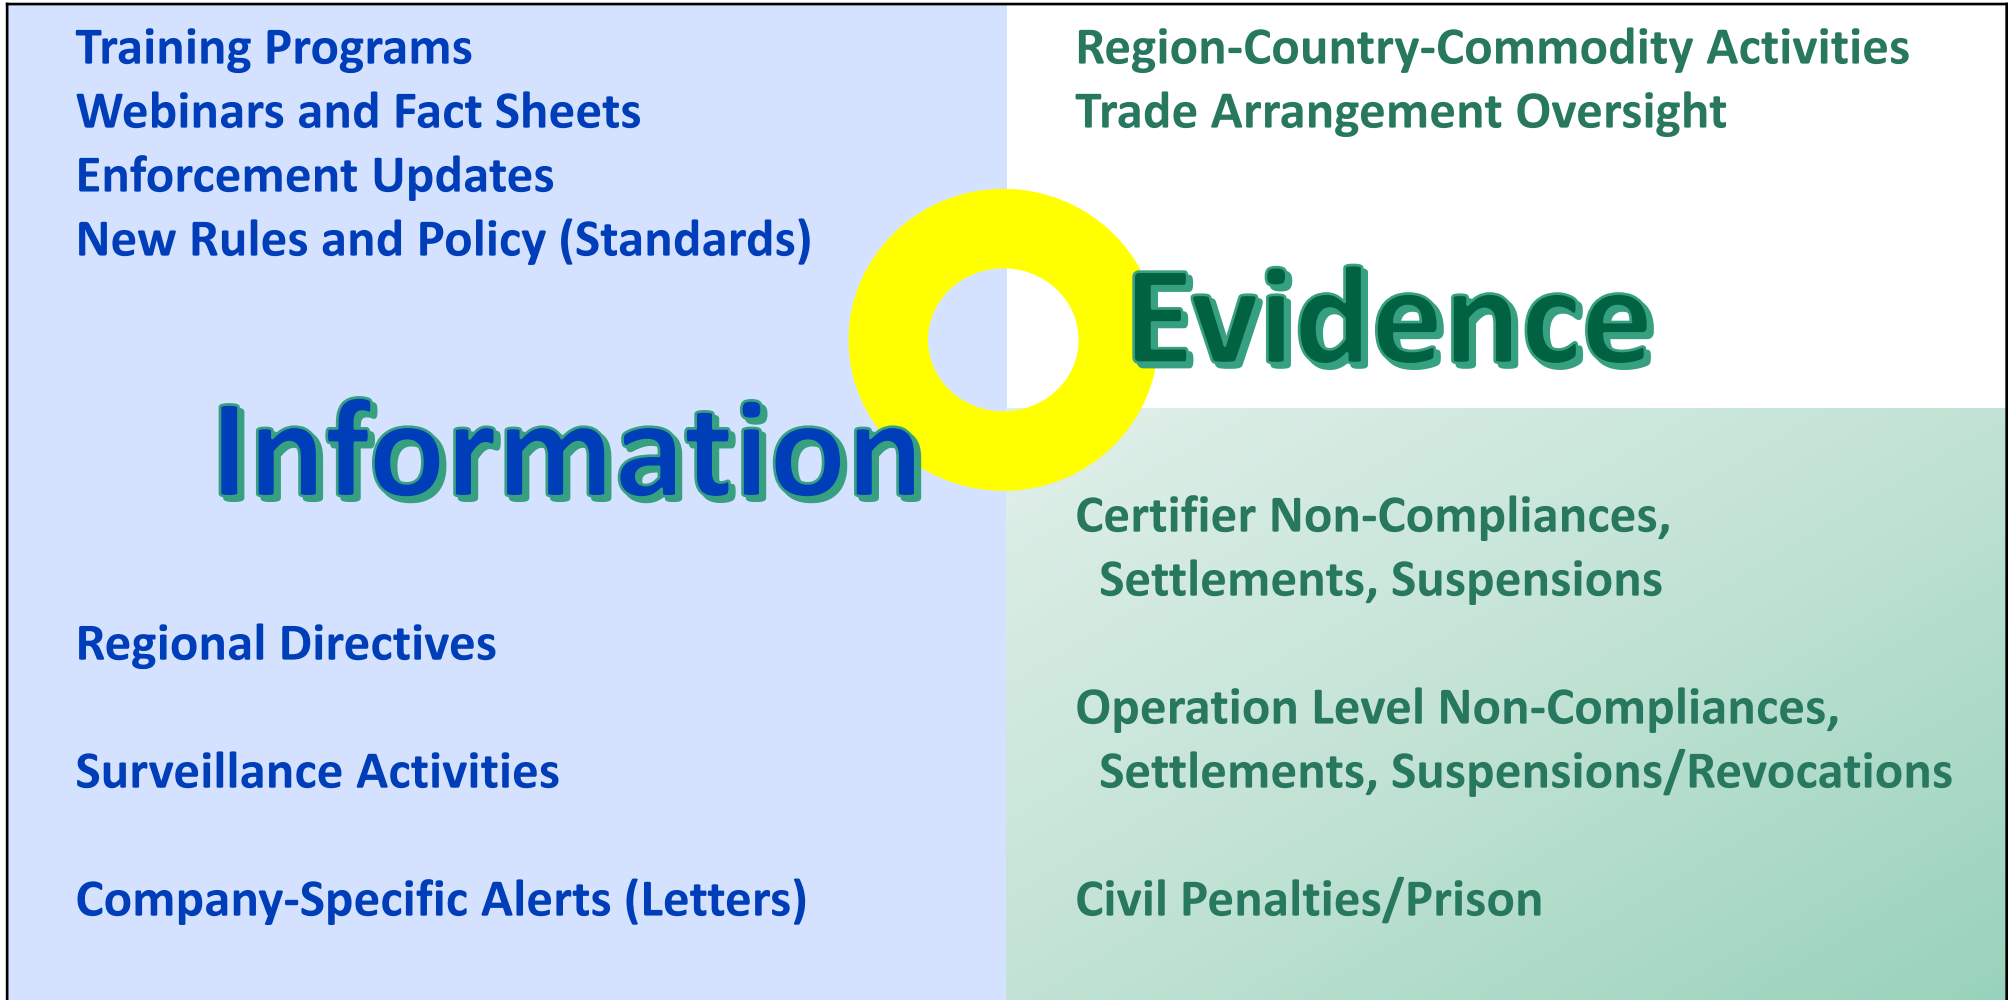 Training Programs
Webinars and Fact Sheets
Enforcement Updates
New Rules and Policy (Standards)
Information
Regional Directives
Surveillance Activities
Company-Specific Alerts (Letters)
Region-Country-Commodity Activities
Trade Arrangement Oversight
Evidence
Certifier Non-Compliances,
Settlements, Suspensions
Operation Level Non-Compliances,
Settlements, Suspensions/Revocations
Civil Penalties/Prison